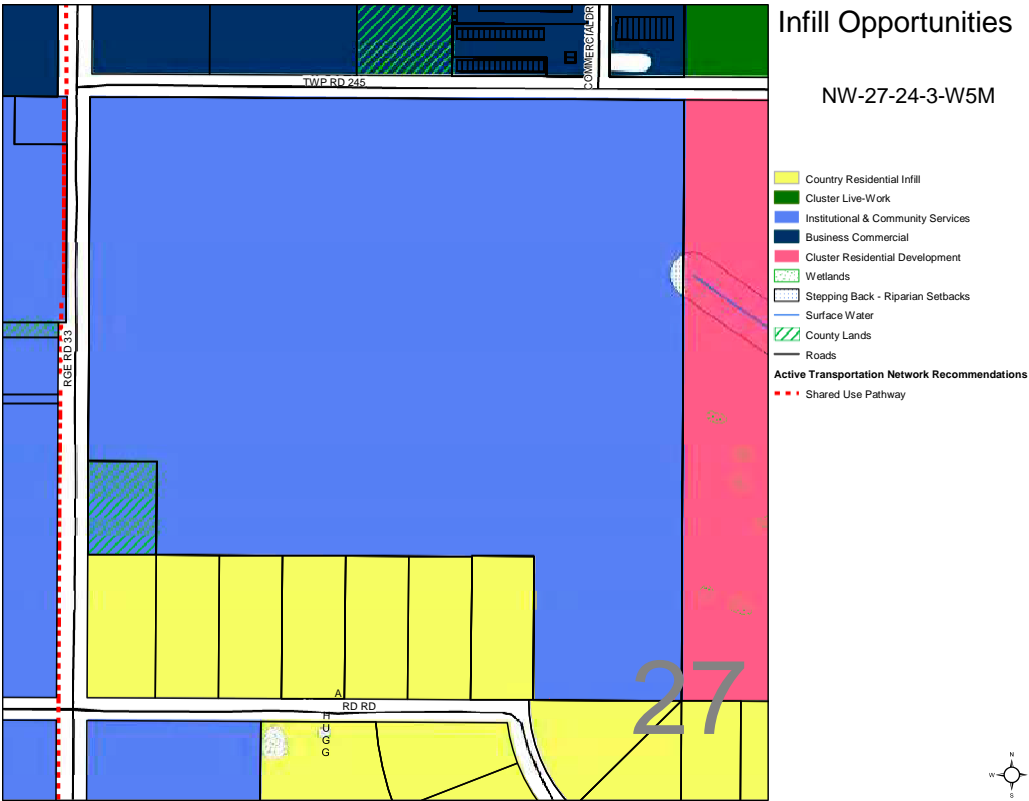 Infill Opportunities
NW-27-24-3-W5M
COMMERCIAL DR
TWP RD 245
Country Residential Infill
Cluster Live-Work
Institutional & Community Services
Business Commercial
Cluster Residential Development
Wetlands
Stepping Back - Riparian Setbacks
Surface Water
County Lands
Roads
Active Transportation Network Recommendations
Shared Use Pathway
RGE RD 33
27
A
RD RD
H
U
G
G
N
W
S